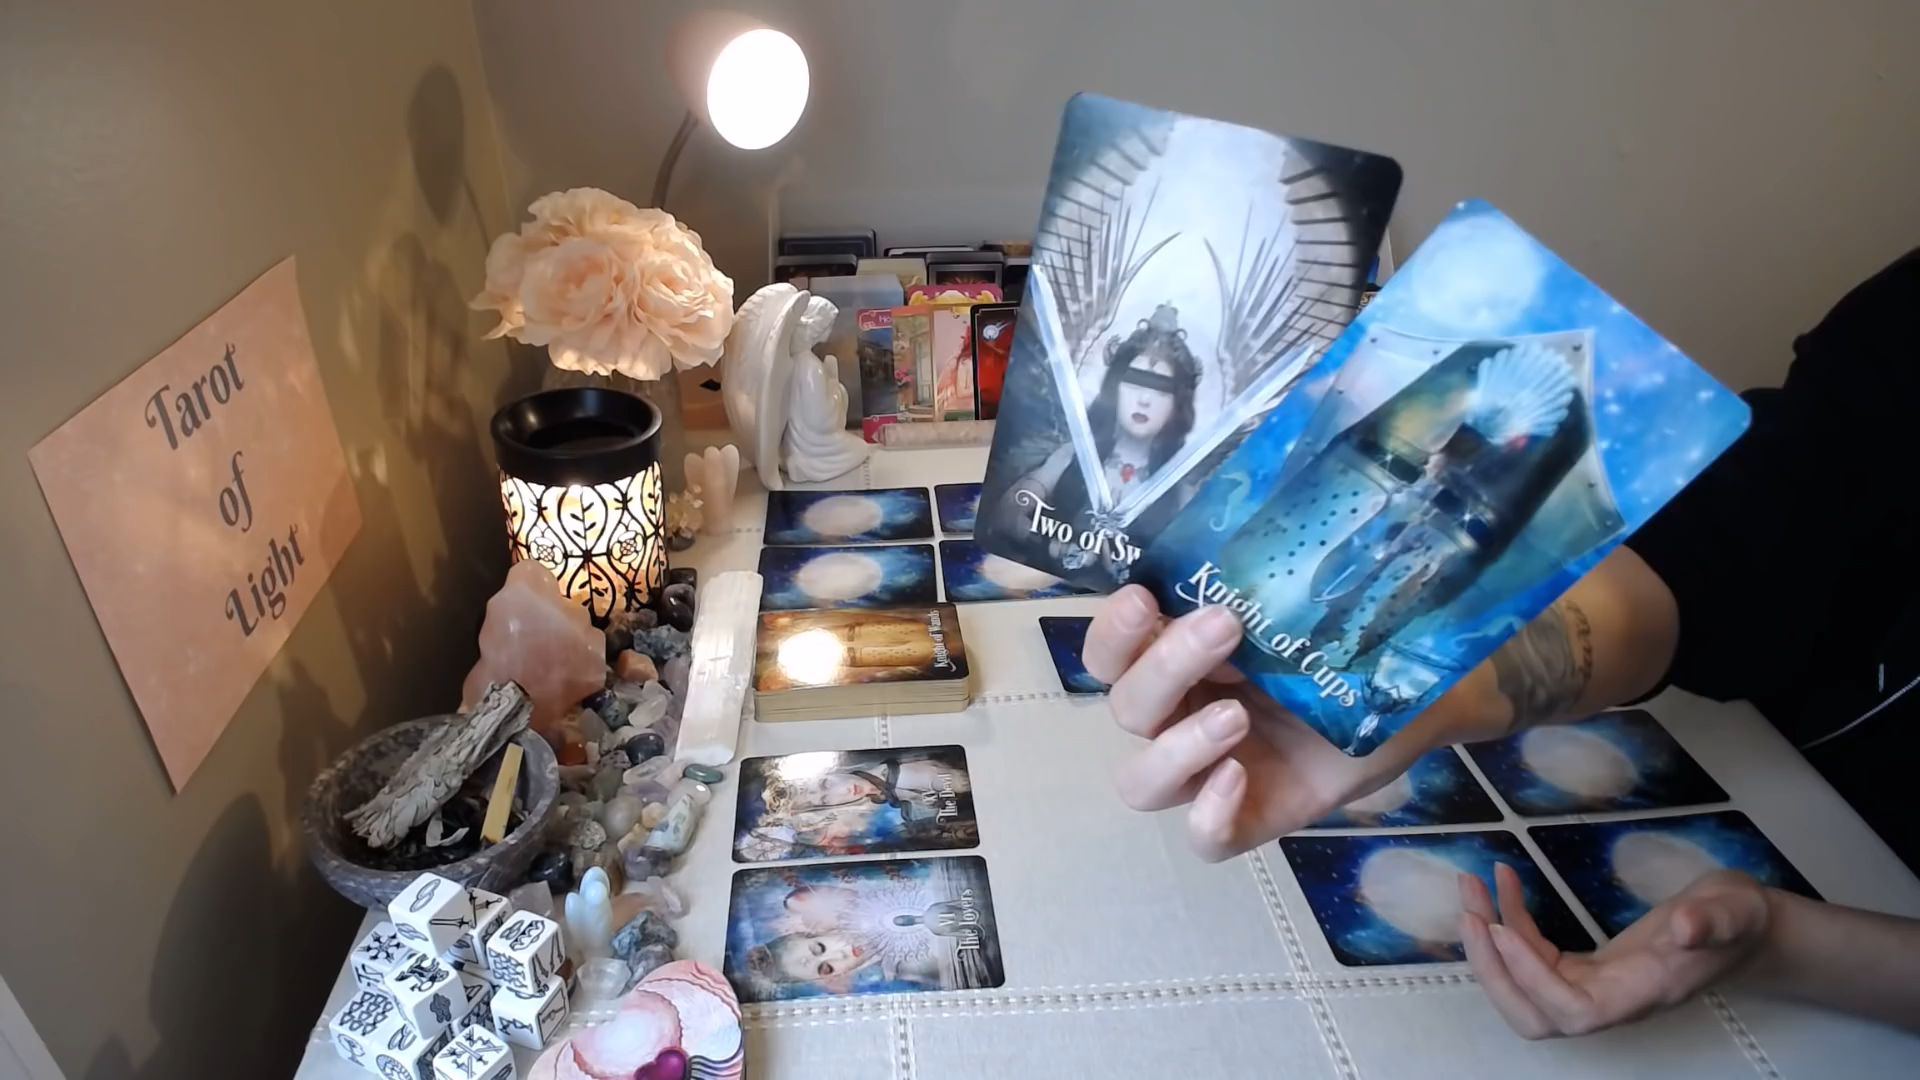 Tarot
of
Light
Two of Sw
Knight of Cups
Knight of Wands
XV
The Devil
VI
The Lovers